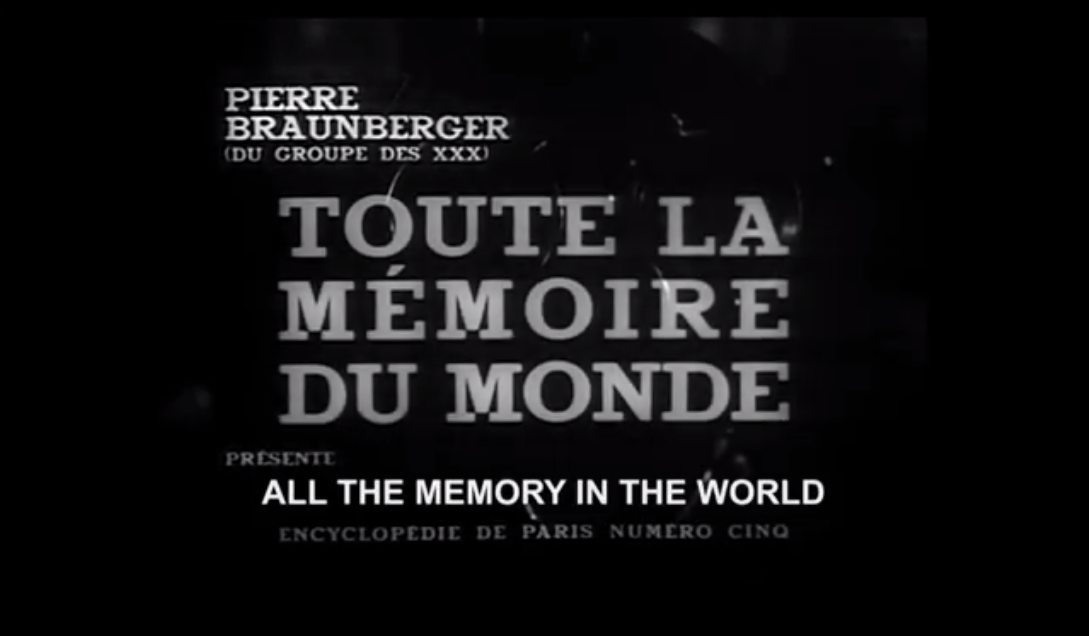 PIERRE
BRAUNBERGER
(DU GROUPE DES XXX)
TOUTE LA
MÉMOIRE
DU MONDE
PRÉSENTE
ALL THE MEMORY IN THE WORLD
ENCYCLOPÉDIE DE PARIS NUMÉRO CINQ